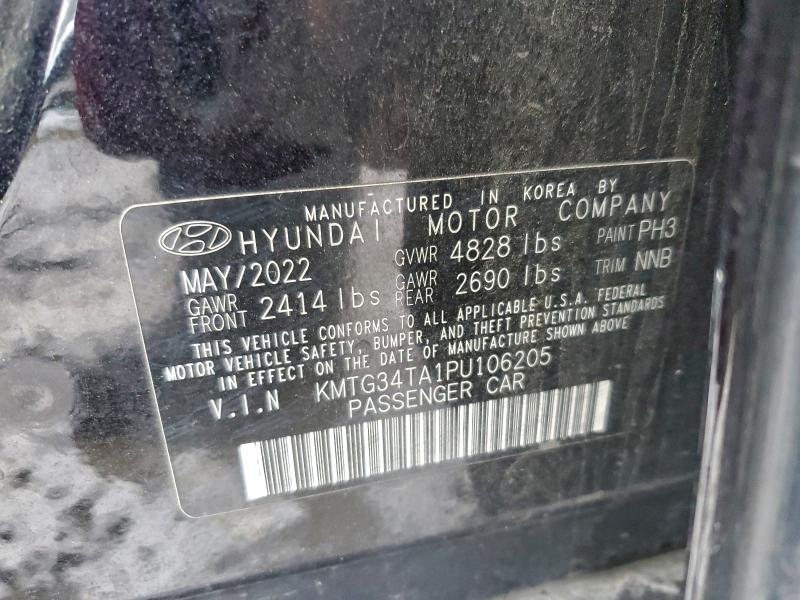 MANUFACTURED IN KOREA BY
HYUNDAI MOTOR COMPANY
MAY/2022 GVWR 4828 lbs PAINT PH3
GAWR FRONT 2414 lbs GAWR REAR 2690 lbs TRIM NNB
THIS VEHICLE CONFORMS TO ALL APPLICABLE U.S.A. FEDERAL
MOTOR VEHICLE SAFETY, BUMPER, AND THEFT PREVENTION STANDARDS
IN EFFECT ON THE DATE OF MANUFACTURE SHOWN ABOVE
V.I.N KMTG34TA1PU106205
PASSENGER CAR